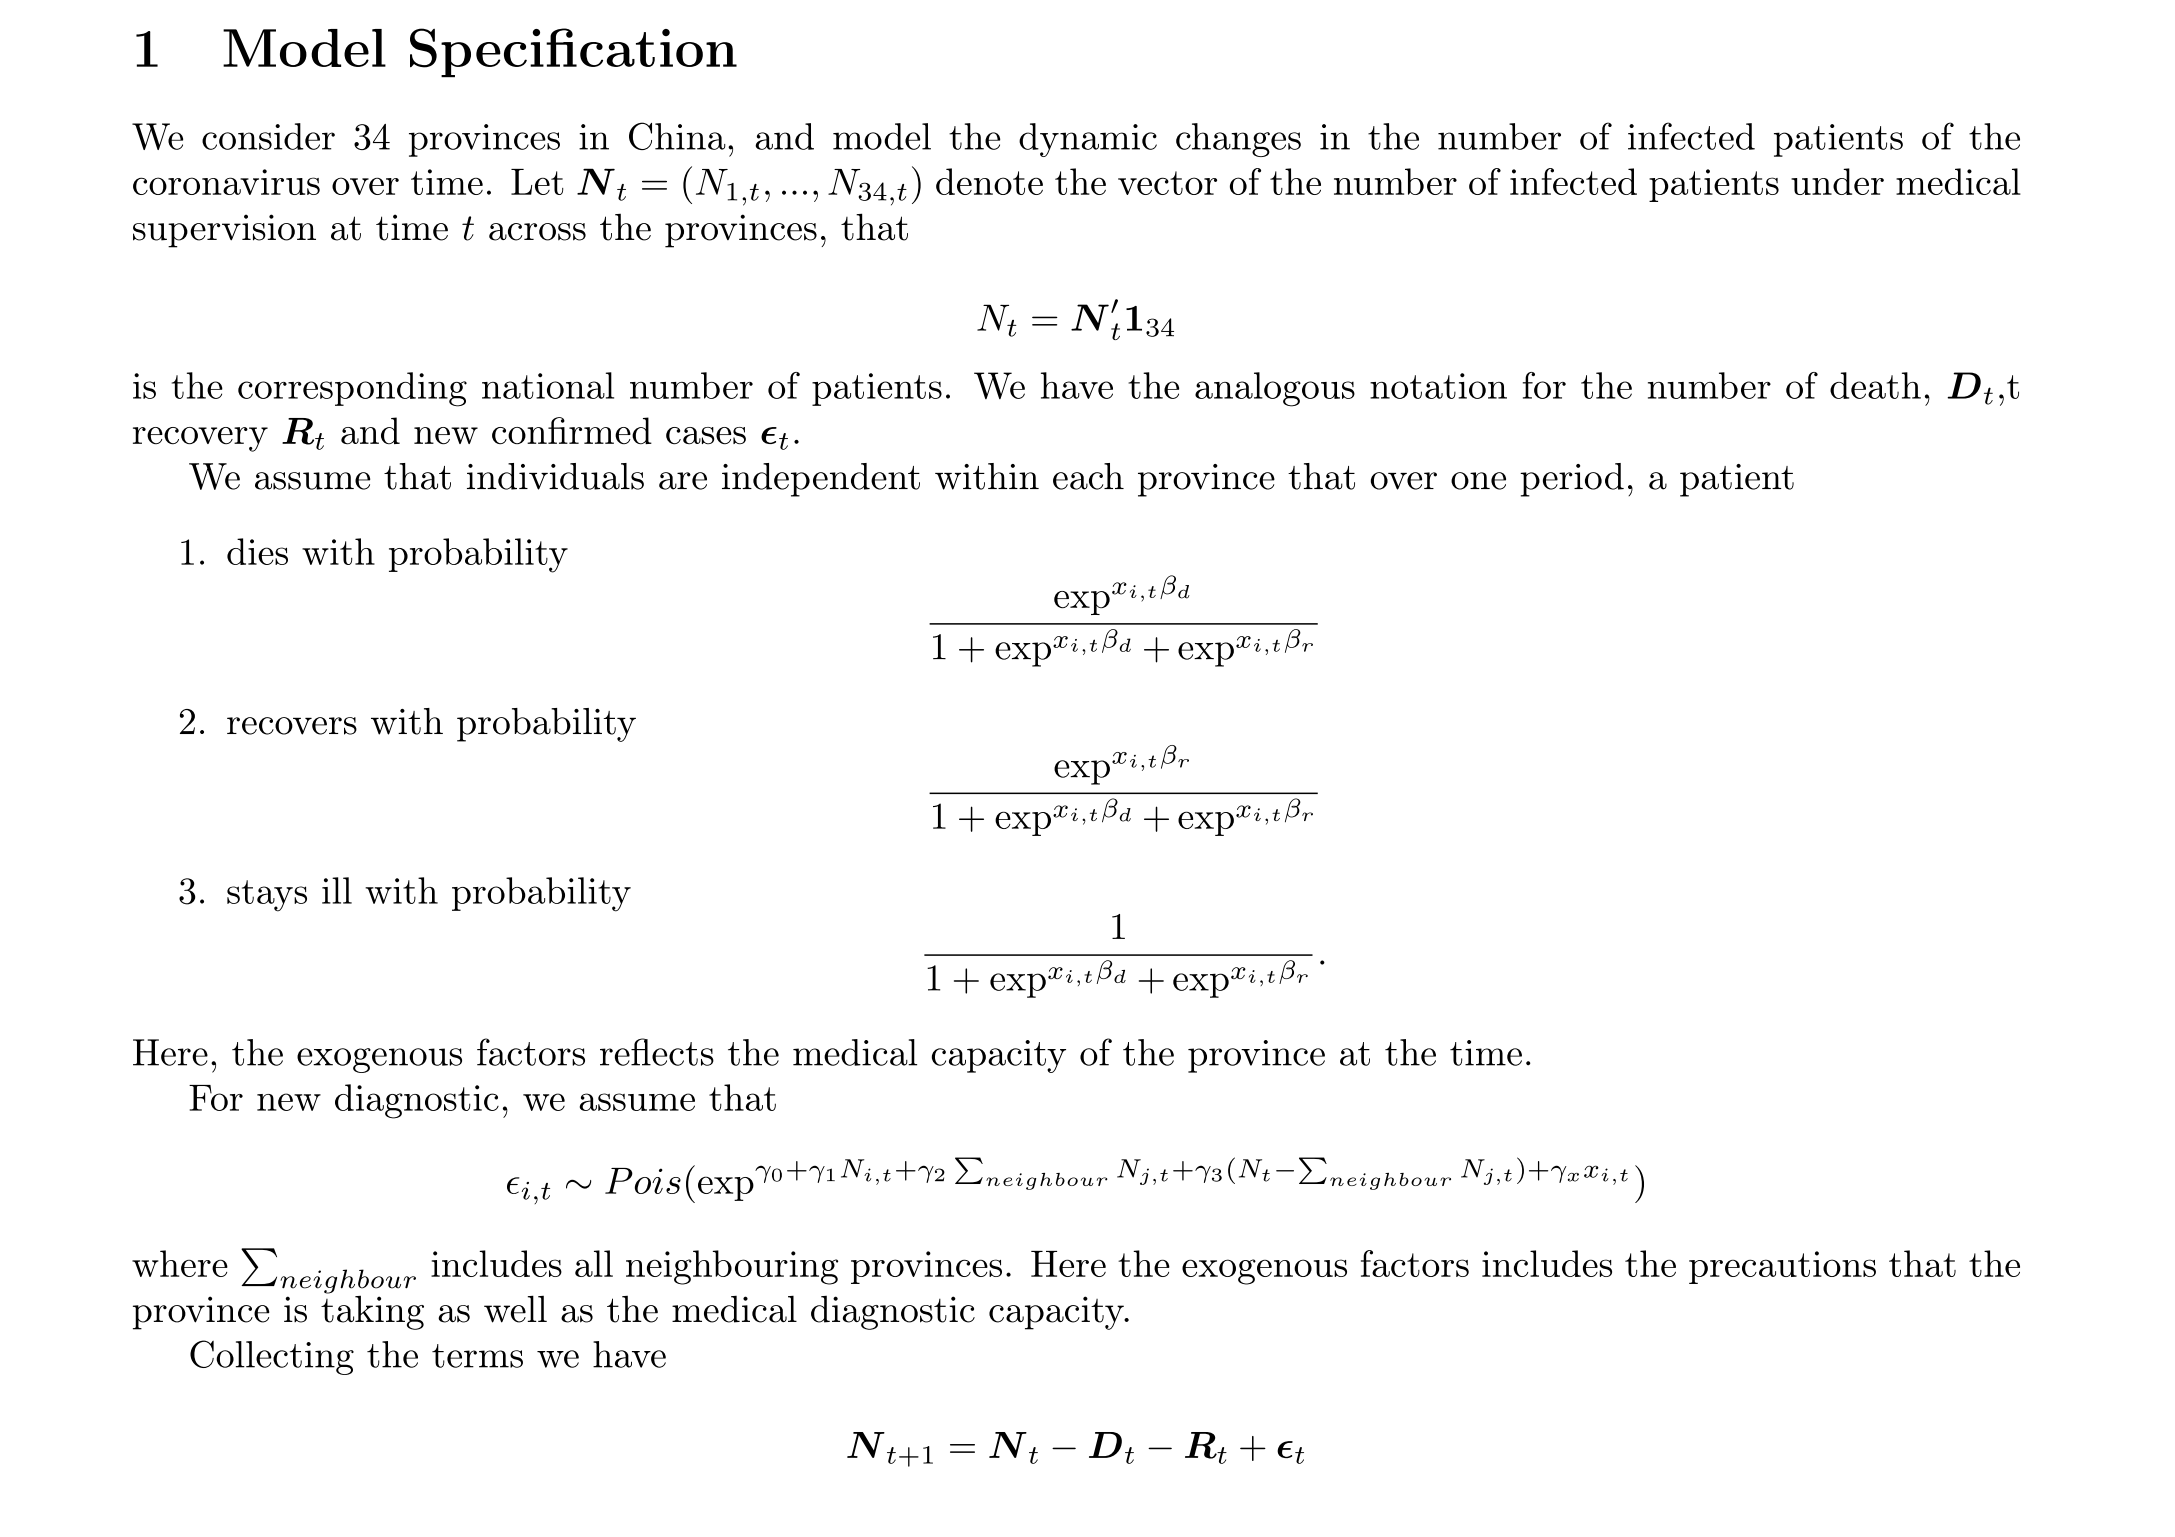 1 Model Specification
We consider 34 provinces in China, and model the dynamic changes in the number of infected patients of the
coronavirus over time. Let $\boldsymbol{N}_t = (N_{1,t}, ..., N_{34,t})$ denote the vector of the number of infected patients under medical
supervision at time $t$ across the provinces, that
$N_t = \boldsymbol{N}_t' \mathbf{1}_{34}$
is the corresponding national number of patients. We have the analogous notation for the number of death, $\boldsymbol{D}_t$,t
recovery $\boldsymbol{R}_t$ and new confirmed cases $\boldsymbol{\epsilon}_t$.
We assume that individuals are independent within each province that over one period, a patient
1. dies with probability
$\frac{\exp^{x_{i,t}\beta_d}}{1 + \exp^{x_{i,t}\beta_d} + \exp^{x_{i,t}\beta_r}}$
2. recovers with probability
$\frac{\exp^{x_{i,t}\beta_r}}{1 + \exp^{x_{i,t}\beta_d} + \exp^{x_{i,t}\beta_r}}$
3. stays ill with probability
$\frac{1}{1 + \exp^{x_{i,t}\beta_d} + \exp^{x_{i,t}\beta_r}}.$
Here, the exogenous factors reflects the medical capacity of the province at the time.
For new diagnostic, we assume that
$\epsilon_{i,t} \sim Pois(\exp^{\gamma_0 + \gamma_1 N_{i,t} + \gamma_2 \sum_{neighbour} N_{j,t} + \gamma_3 (N_t - \sum_{neighbour} N_{j,t}) + \gamma_x x_{i,t}})$
where $\sum_{neighbour}$ includes all neighbouring provinces. Here the exogenous factors includes the precautions that the
province is taking as well as the medical diagnostic capacity.
Collecting the terms we have
$\boldsymbol{N}_{t+1} = \boldsymbol{N}_t - \boldsymbol{D}_t - \boldsymbol{R}_t + \boldsymbol{\epsilon}_t$